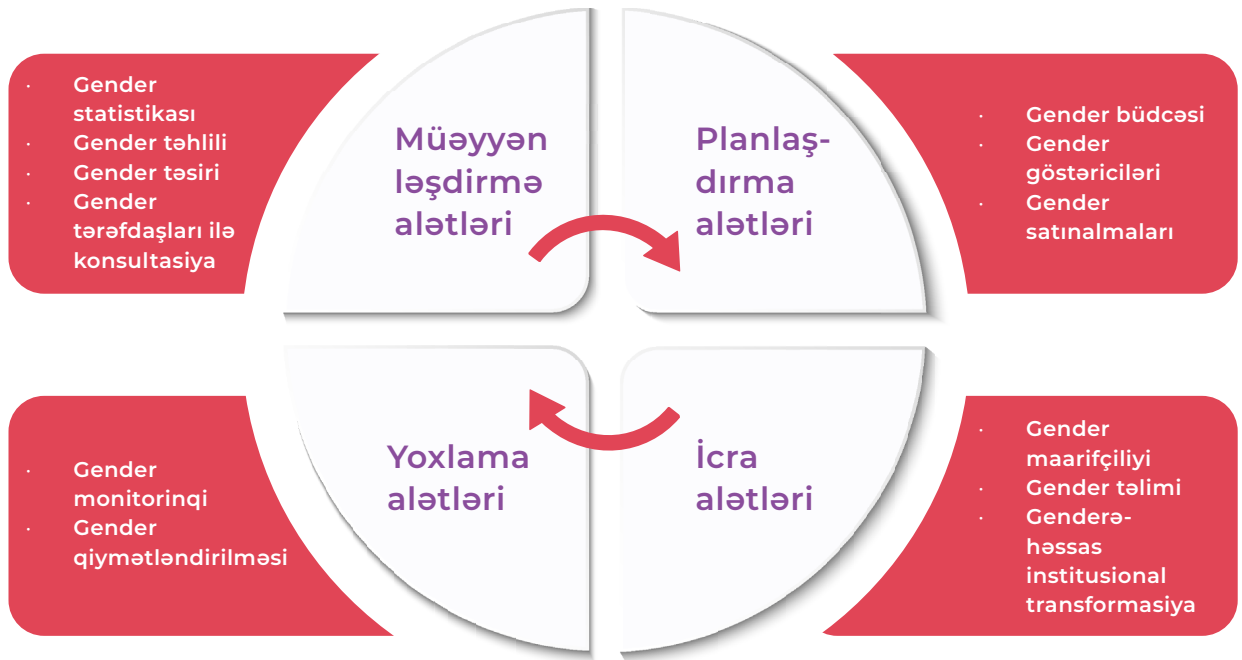 · Gender
statistikası
· Gender təhlili
· Gender təsiri
· Gender
tərəfdaşları ilə
konsultasiya
Müəyyən
ləşdirmə
alətləri
Planlaş-
dırma
alətləri
· Gender büdcəsi
· Gender
göstəriciləri
· Gender
satınalmaları
· Gender
monitorinqi
· Gender
qiymətləndirilməsi
Yoxlama
alətləri
İcra
alətləri
· Gender
maarifçiliyi
· Gender təlimi
· Genderə-
həssas
institusional
transformasiya